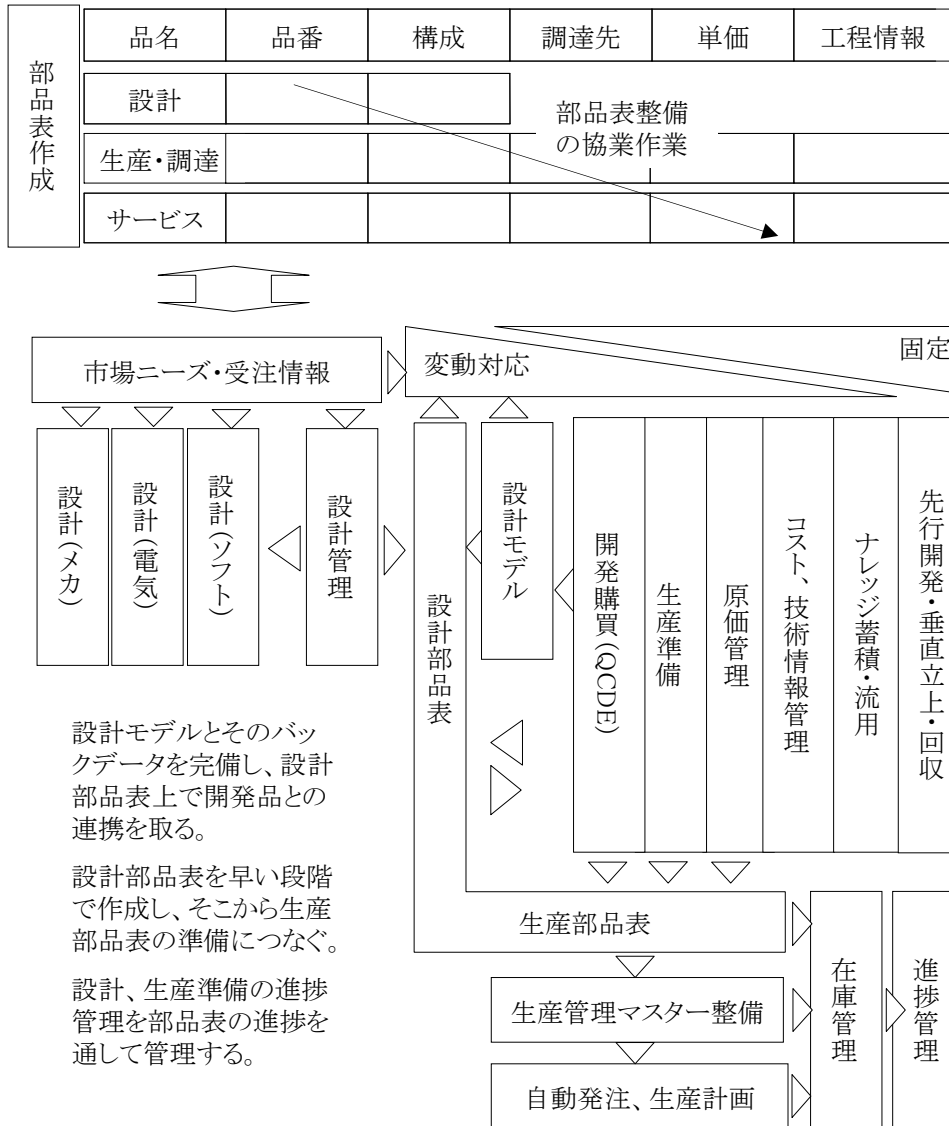 部品表作成
品名 品番 構成 調達先 単価 工程情報
設計
生産・調達
サービス
部品表整備
の協業作業
市場ニーズ・受注情報
変動対応
固定
設計(メカ)
設計(電気)
設計(ソフト)
設計管理
設計部品表
設計モデル
開発購買(QCDE)
生産準備
原価管理
コスト、技術情報管理
ナレッジ蓄積・流用
先行開発・垂直立上・回収
設計モデルとそのバッ
クデータを完備し、設計
部品表上で開発品との
連携を取る。
設計部品表を早い段階
で作成し、そこから生産
部品表の準備につなぐ。
設計、生産準備の進捗
管理を部品表の進捗を
通して管理する。
生産部品表
生産管理マスター整備
自動発注、生産計画
在庫管理
進捗管理